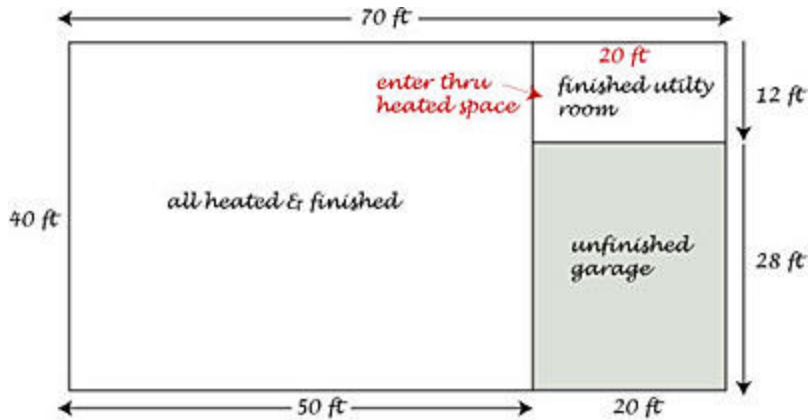 70 ft
20 ft
enter thru
heated space
finished utilty
room
12 ft
all heated & finished
40 ft
unfinished
garage
28 ft
50 ft
20 ft